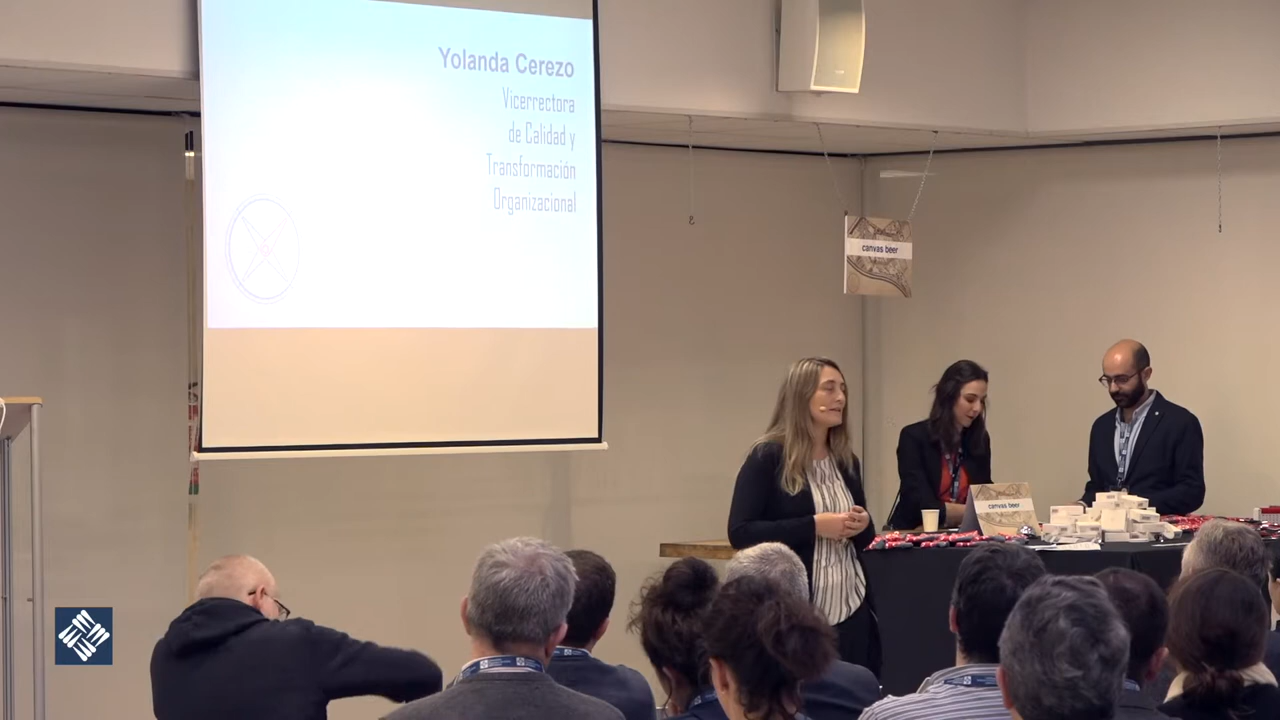 Yolanda Cerezo
Vicerrectora
de Calidad y
Transformación
Organizacional
canvas beer
canvas beer